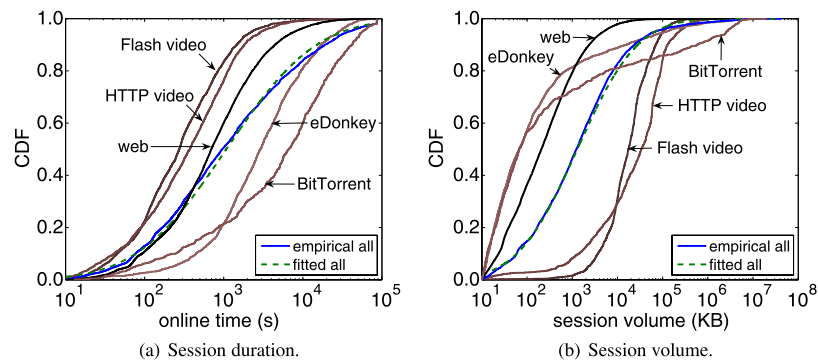 CDF
1.0
0.8
0.6
0.4
0.2
0.0
Flash video
HTTP video
web
eDonkey
BitTorrent
empirical all
fitted all
10^1 10^2 10^3 10^4 10^5
online time (s)
(a) Session duration.
CDF
1.0
0.8
0.6
0.4
0.2
0.0
web
eDonkey
BitTorrent
HTTP video
Flash video
empirical all
fitted all
10^1 10^2 10^3 10^4 10^5 10^6 10^7 10^8
session volume (KB)
(b) Session volume.